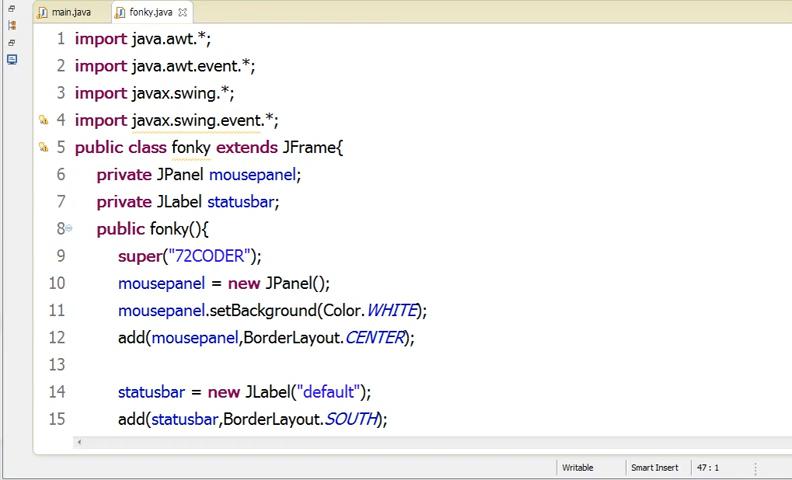 main.java fonky.java
1 import java.awt.*;
2 import java.awt.event.*;
3 import javax.swing.*;
4 import javax.swing.event.*;
5 public class fonky extends JFrame{
6 private JPanel mousepanel;
7 private JLabel statusbar;
8 public fonky(){
9 super("72CODER");
10 mousepanel = new JPanel();
11 mousepanel.setBackground(Color.WHITE);
12 add(mousepanel,BorderLayout.CENTER);
13
14 statusbar = new JLabel("default");
15 add(statusbar,BorderLayout.SOUTH);
Writable Smart Insert 47 : 1